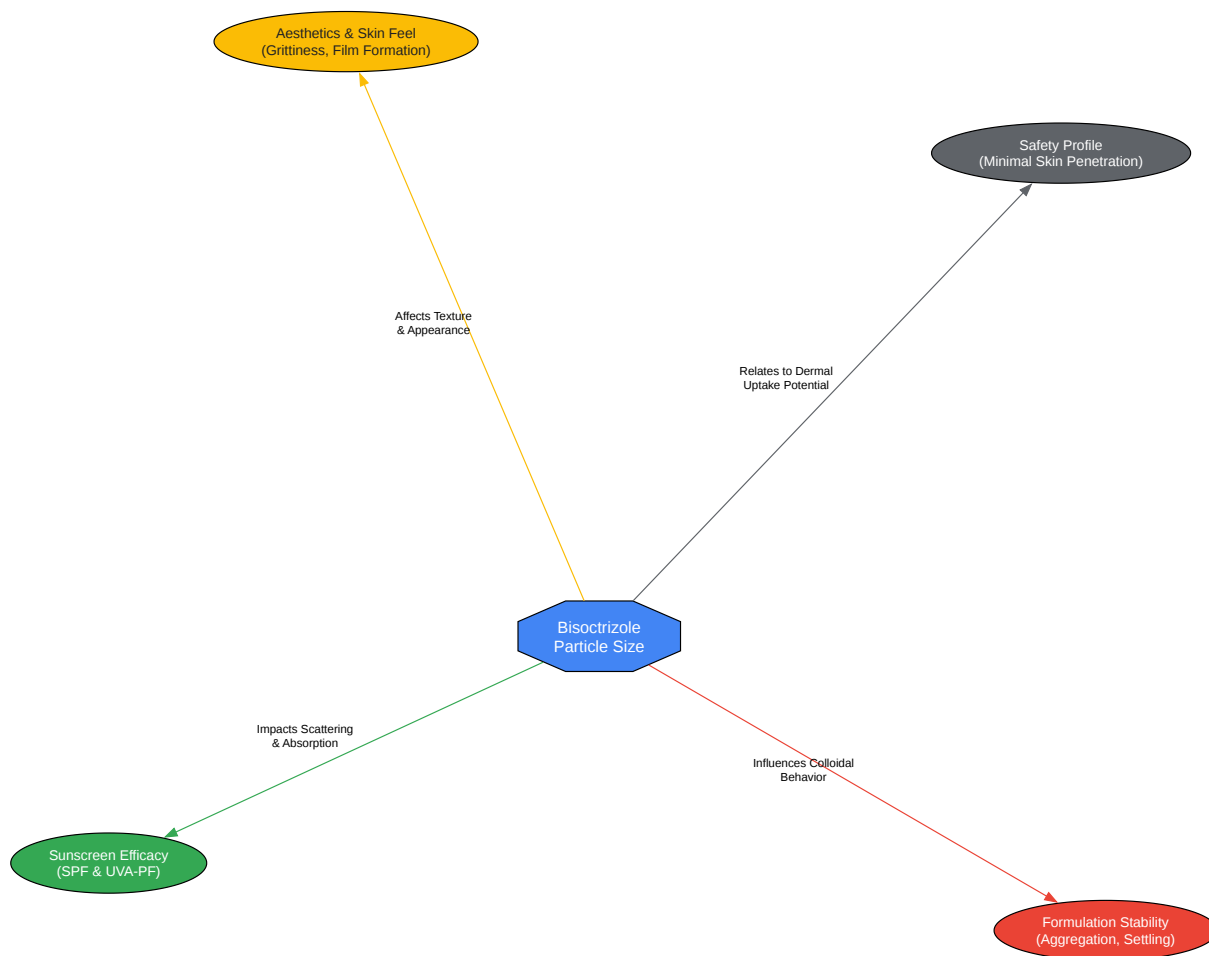 Aesthetics & Skin Feel
(Grittiness, Film Formation)
Safety Profile
(Minimal Skin Penetration)
Affects Texture
& Appearance
Relates to Dermal
Uptake Potential
Bisoctrizole
Particle Size
Impacts Scattering
& Absorption
Influences Colloidal
Behavior
Sunscreen Efficacy
(SPF & UVA-PF)
Formulation Stability
(Aggregation, Settling)